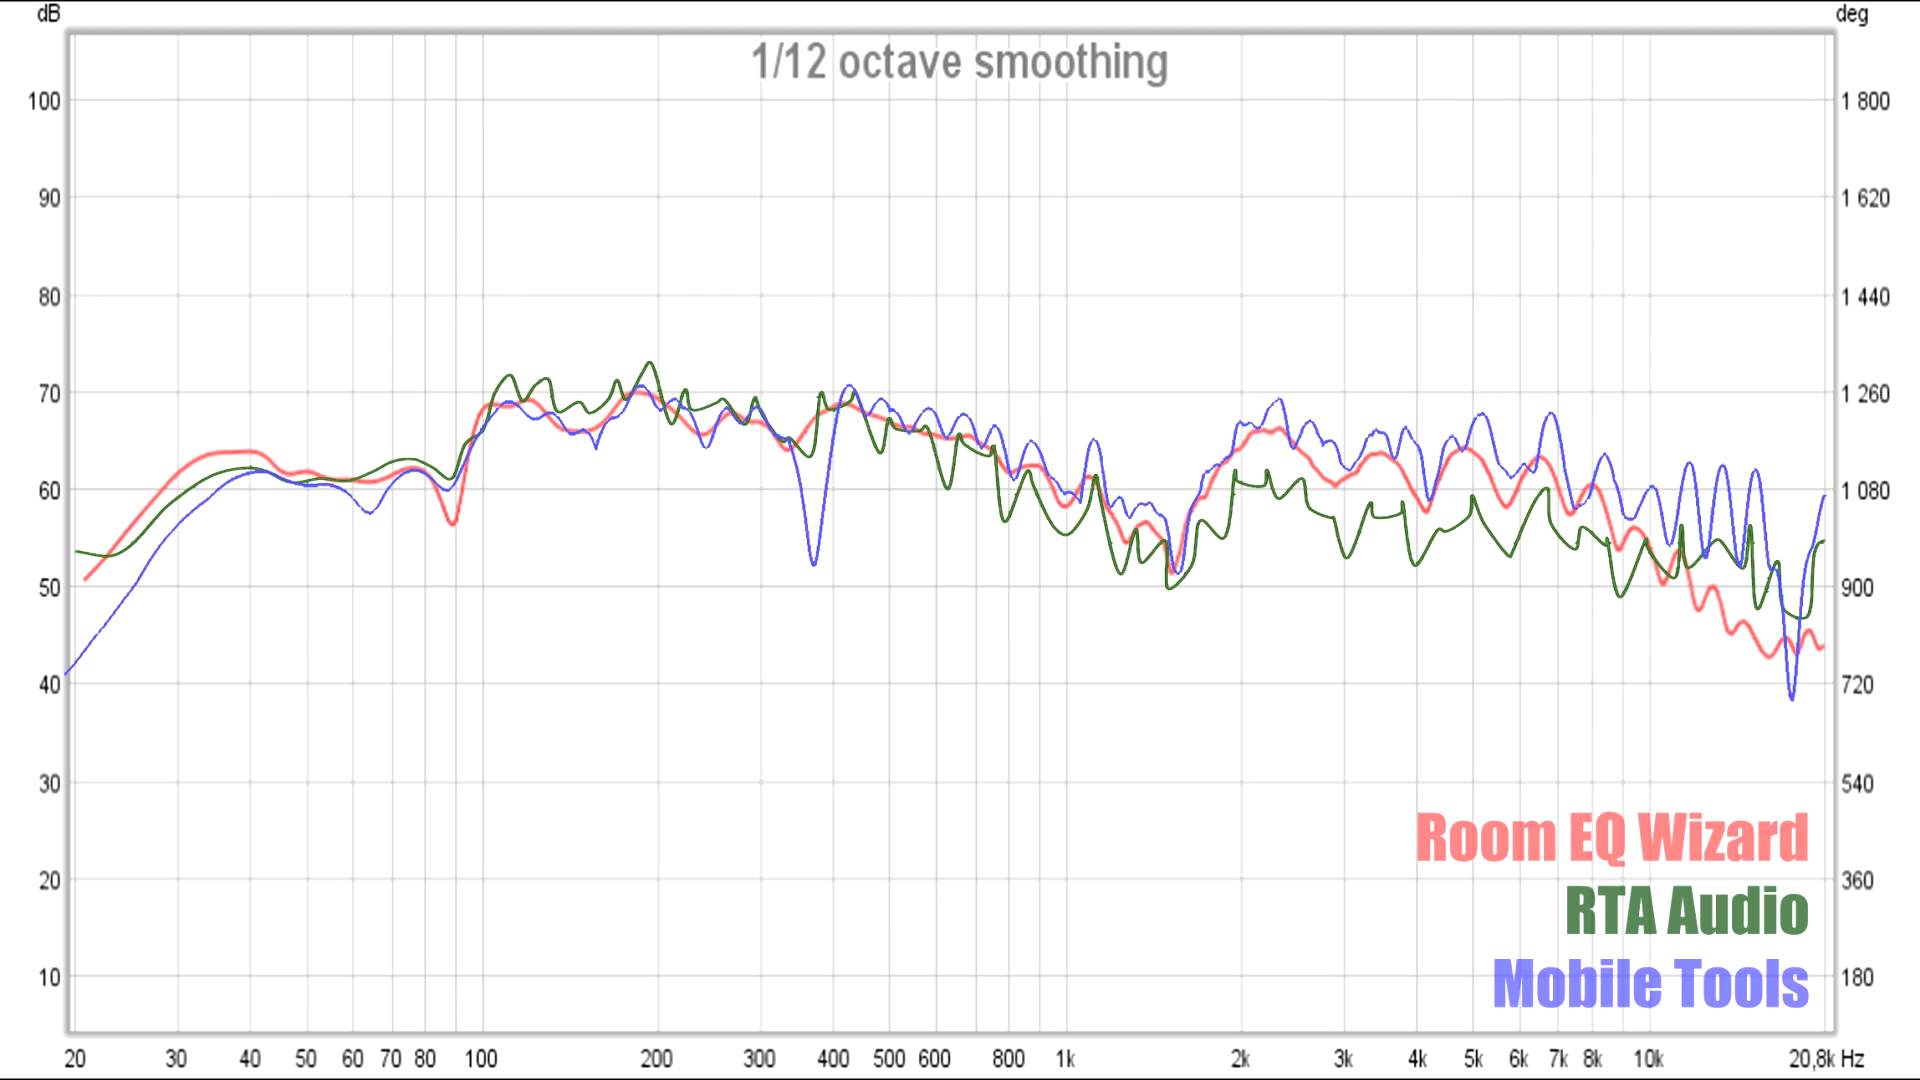 dB
deg
1/12 octave smoothing
100
1 800
90
1 620
80
1 440
70
1 260
60
1 080
50
900
40
720
30
540
20
360
10
180
Room EQ Wizard
RTA Audio
Mobile Tools
20 30 40 50 60 70 80 100 200 300 400 500 600 800 1k 2k 3k 4k 5k 6k 7k 8k 10k 20,8k Hz